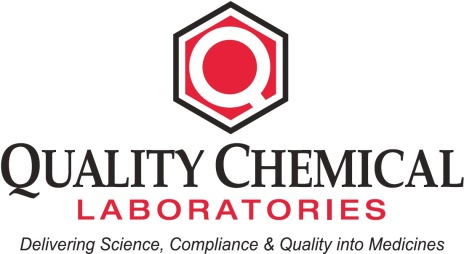 Q
QUALITY CHEMICAL
LABORATORIES
Delivering Science, Compliance & Quality into Medicines